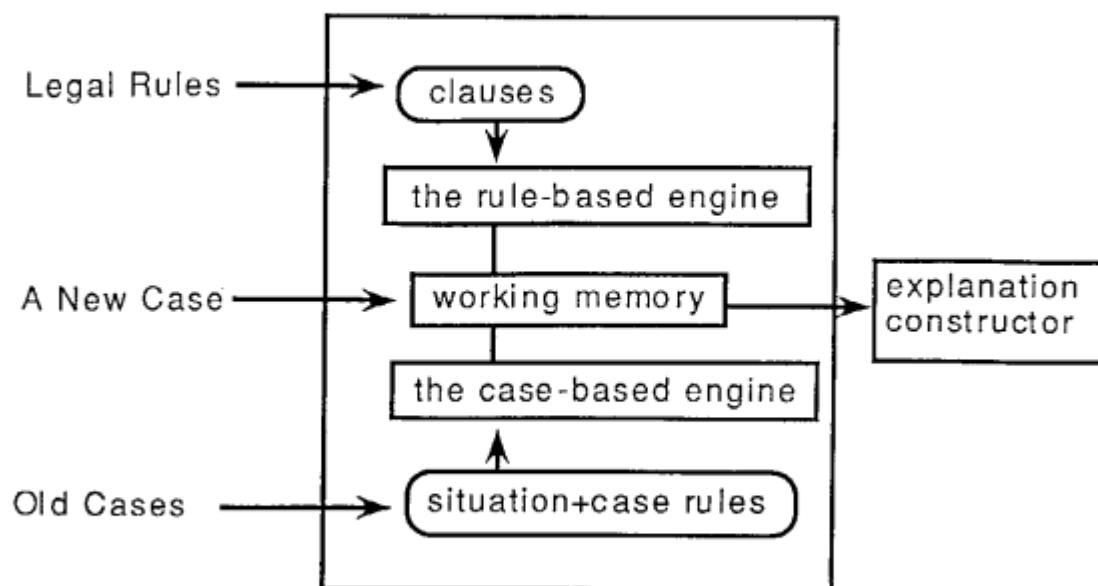 Legal Rules
clauses
the rule-based engine
A New Case
working memory
explanation
constructor
the case-based engine
Old Cases
situation+case rules